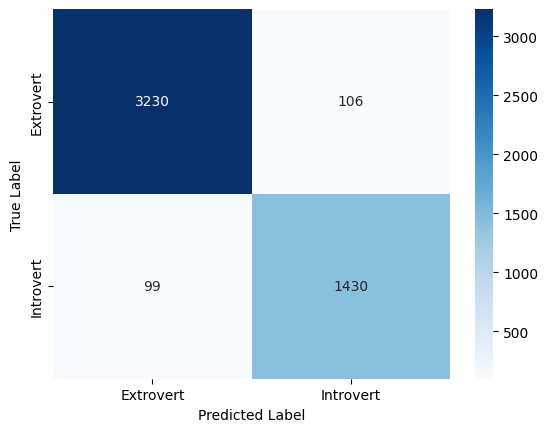 Extrovert
Introvert
True Label
3230
106
99
1430
Extrovert
Introvert
Predicted Label
3000
2500
2000
1500
1000
500